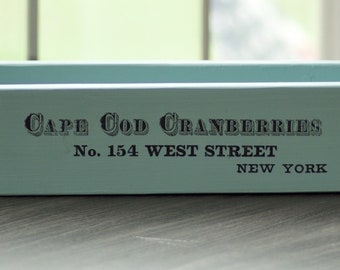 CAPE COD CRANBERRIES
No. 154 WEST STREET
NEW YORK